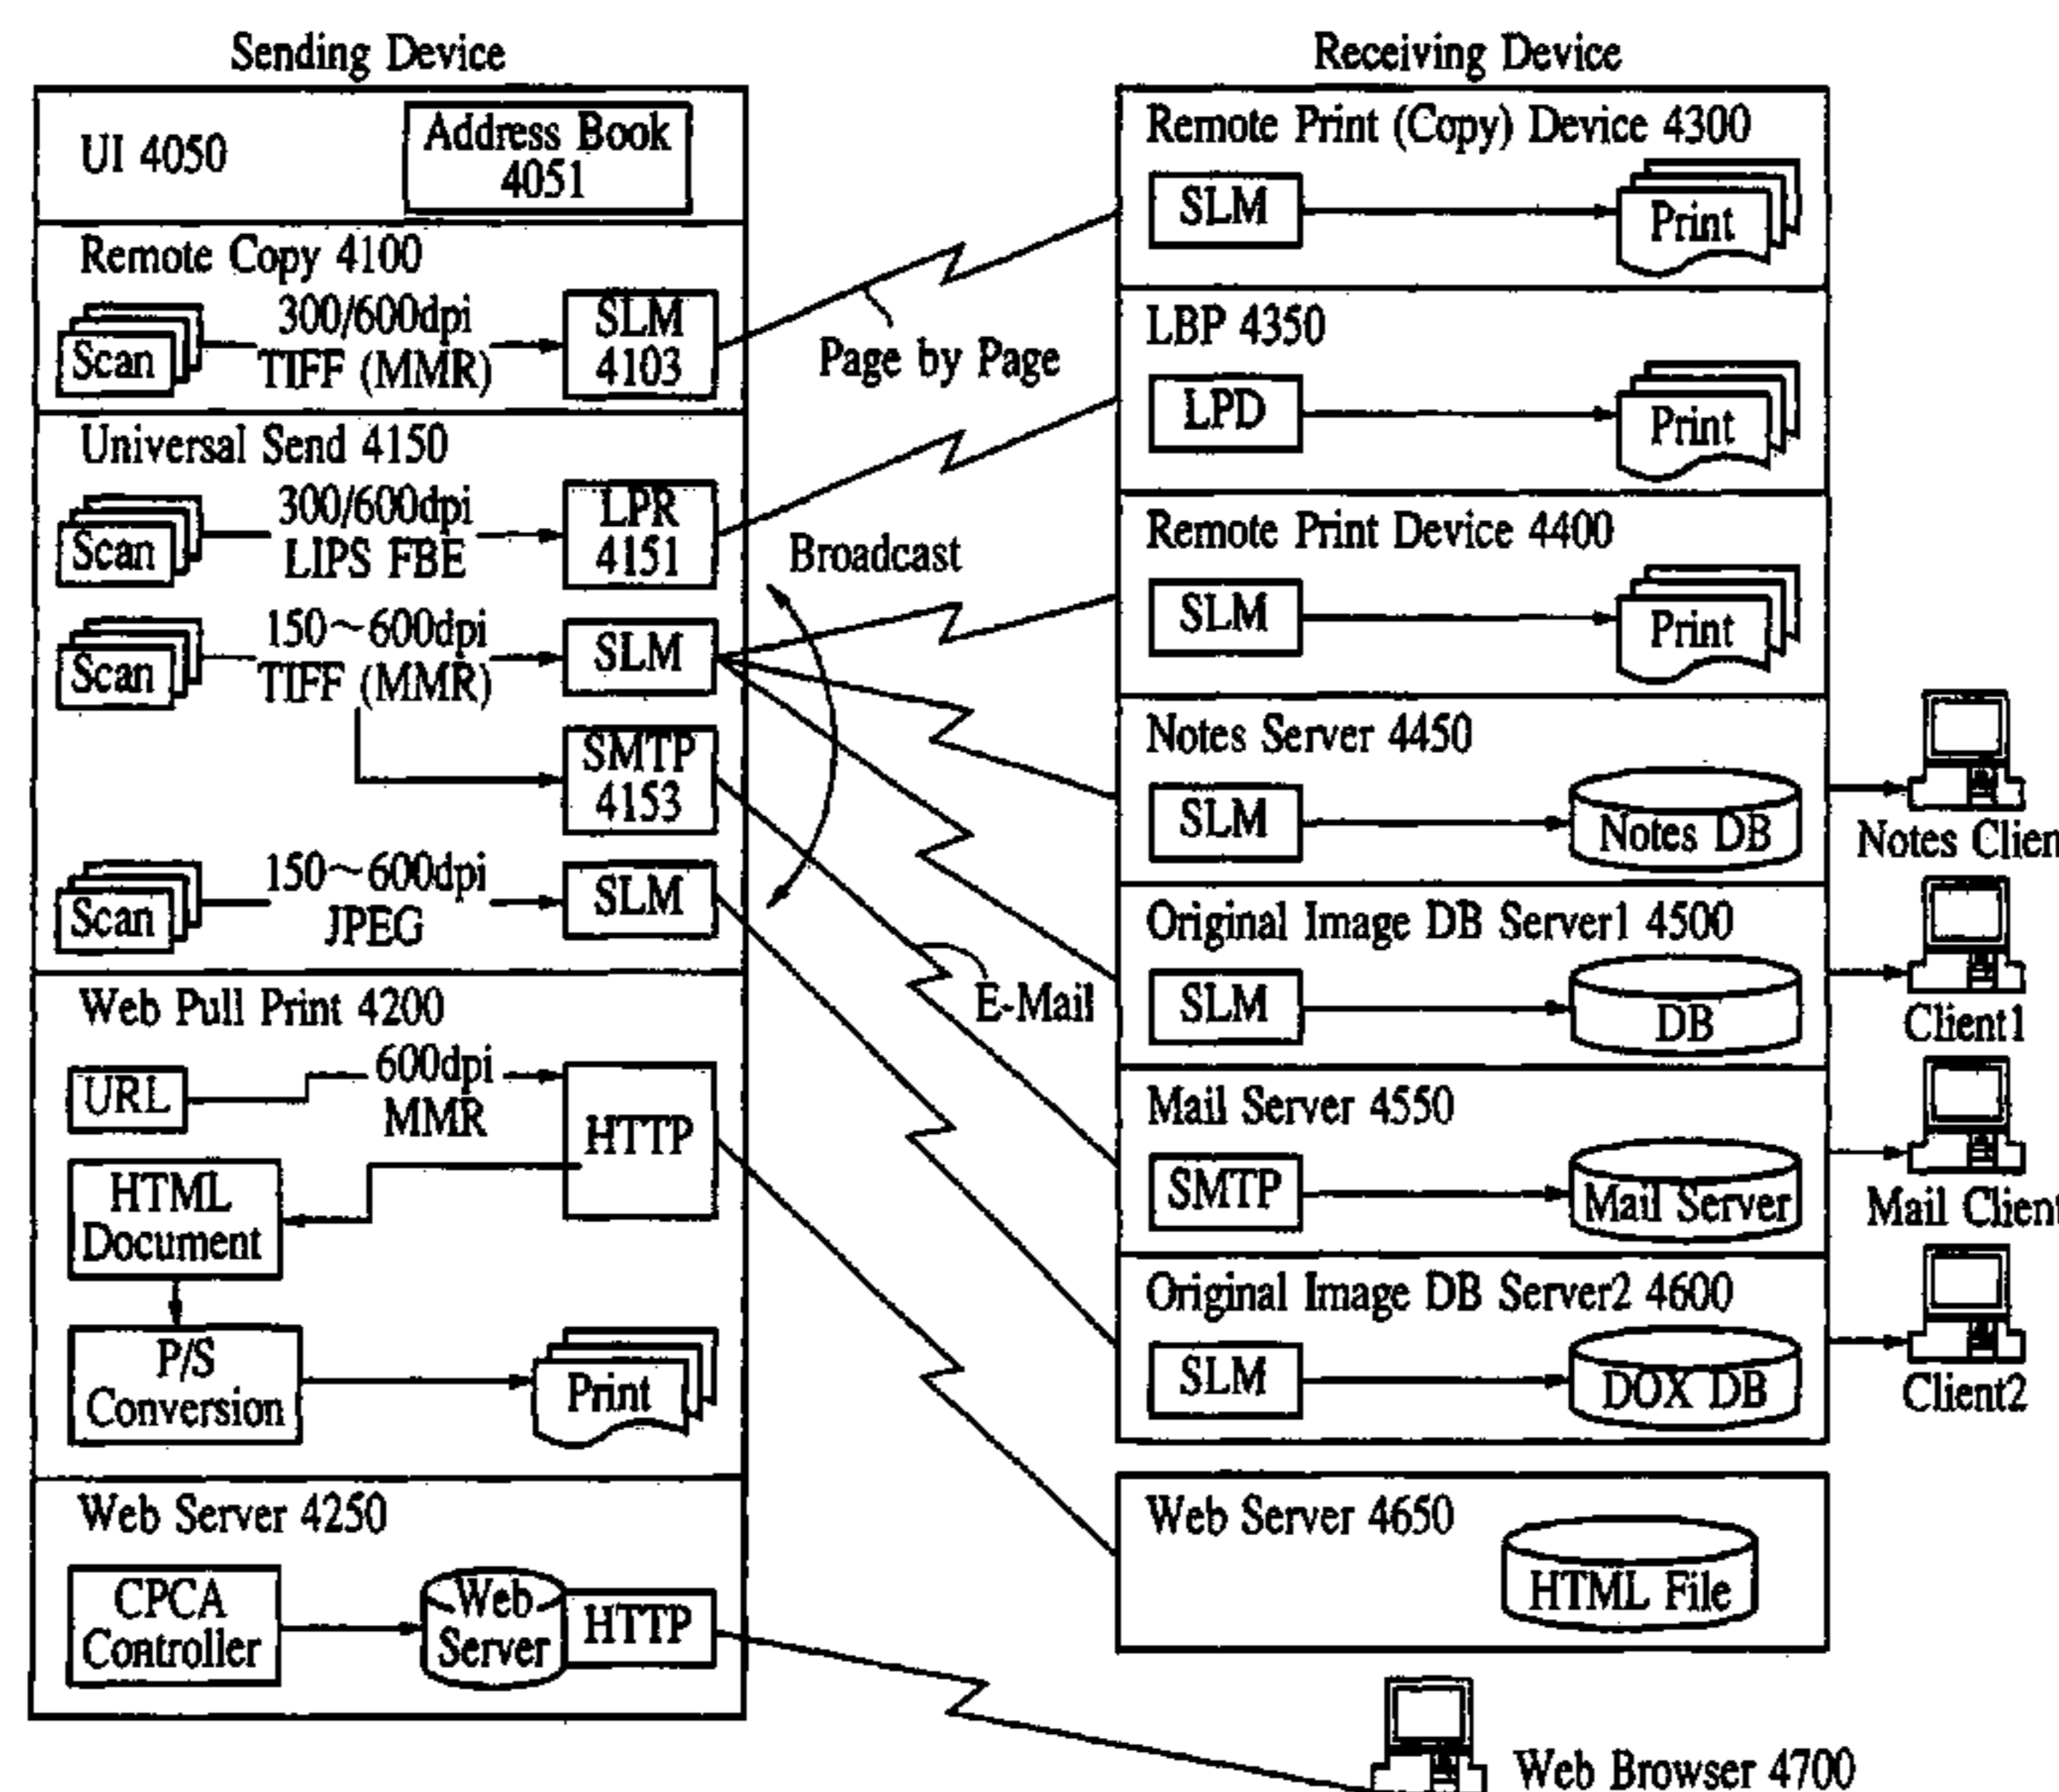 Sending Device
UI 4050
Address Book
4051
Remote Copy 4100
Scan
300/600dpi
TIFF (MMR)
SLM
4103
Universal Send 4150
Scan
300/600dpi
LIPS FBE
LPR
4151
Scan
150~600dpi
TIFF (MMR)
SLM
SMTP
4153
Scan
150~600dpi
JPEG
SLM
Web Pull Print 4200
URL
600dpi
MMR
HTTP
HTML
Document
P/S
Conversion
Print
Web Server 4250
CPCA
Controller
Web
Server
HTTP
Page by Page
Broadcast
E-Mail
Receiving Device
Remote Print (Copy) Device 4300
SLM
Print
LBP 4350
LPD
Print
Remote Print Device 4400
SLM
Print
Notes Server 4450
SLM
Notes DB
Notes Clien
Original Image DB Server1 4500
SLM
DB
Client1
Mail Server 4550
SMTP
Mail Server
Mail Client
Original Image DB Server2 4600
SLM
DOX DB
Client2
Web Server 4650
HTML File
Web Browser 4700